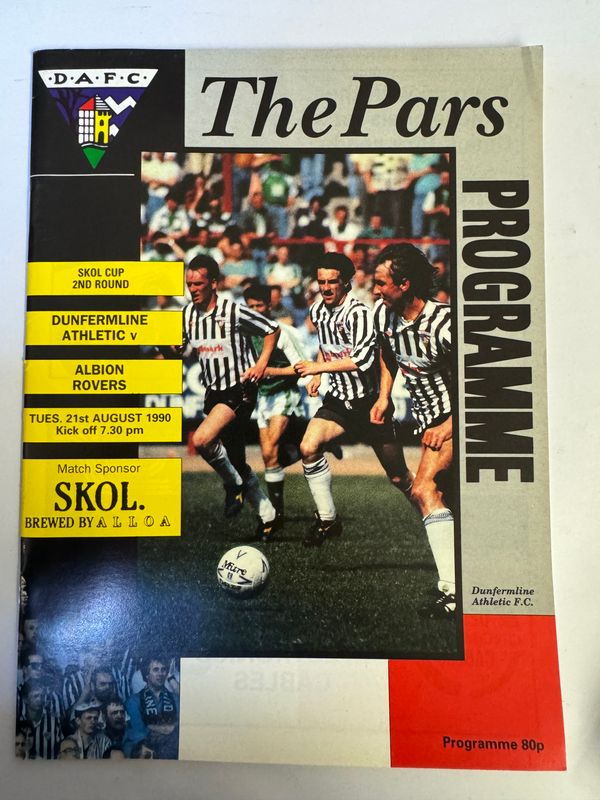 ·D·A·F·C·
The Pars
PROGRAMME
SKOL CUP
2ND ROUND
DUNFERMLINE
ATHLETIC v
ALBION
ROVERS
TUES. 21st AUGUST 1990
Kick off 7.30 pm
Match Sponsor
SKOL.
BREWED BY ALLOA
Mitre
Dunfermline
Athletic F.C.
Programme 80p